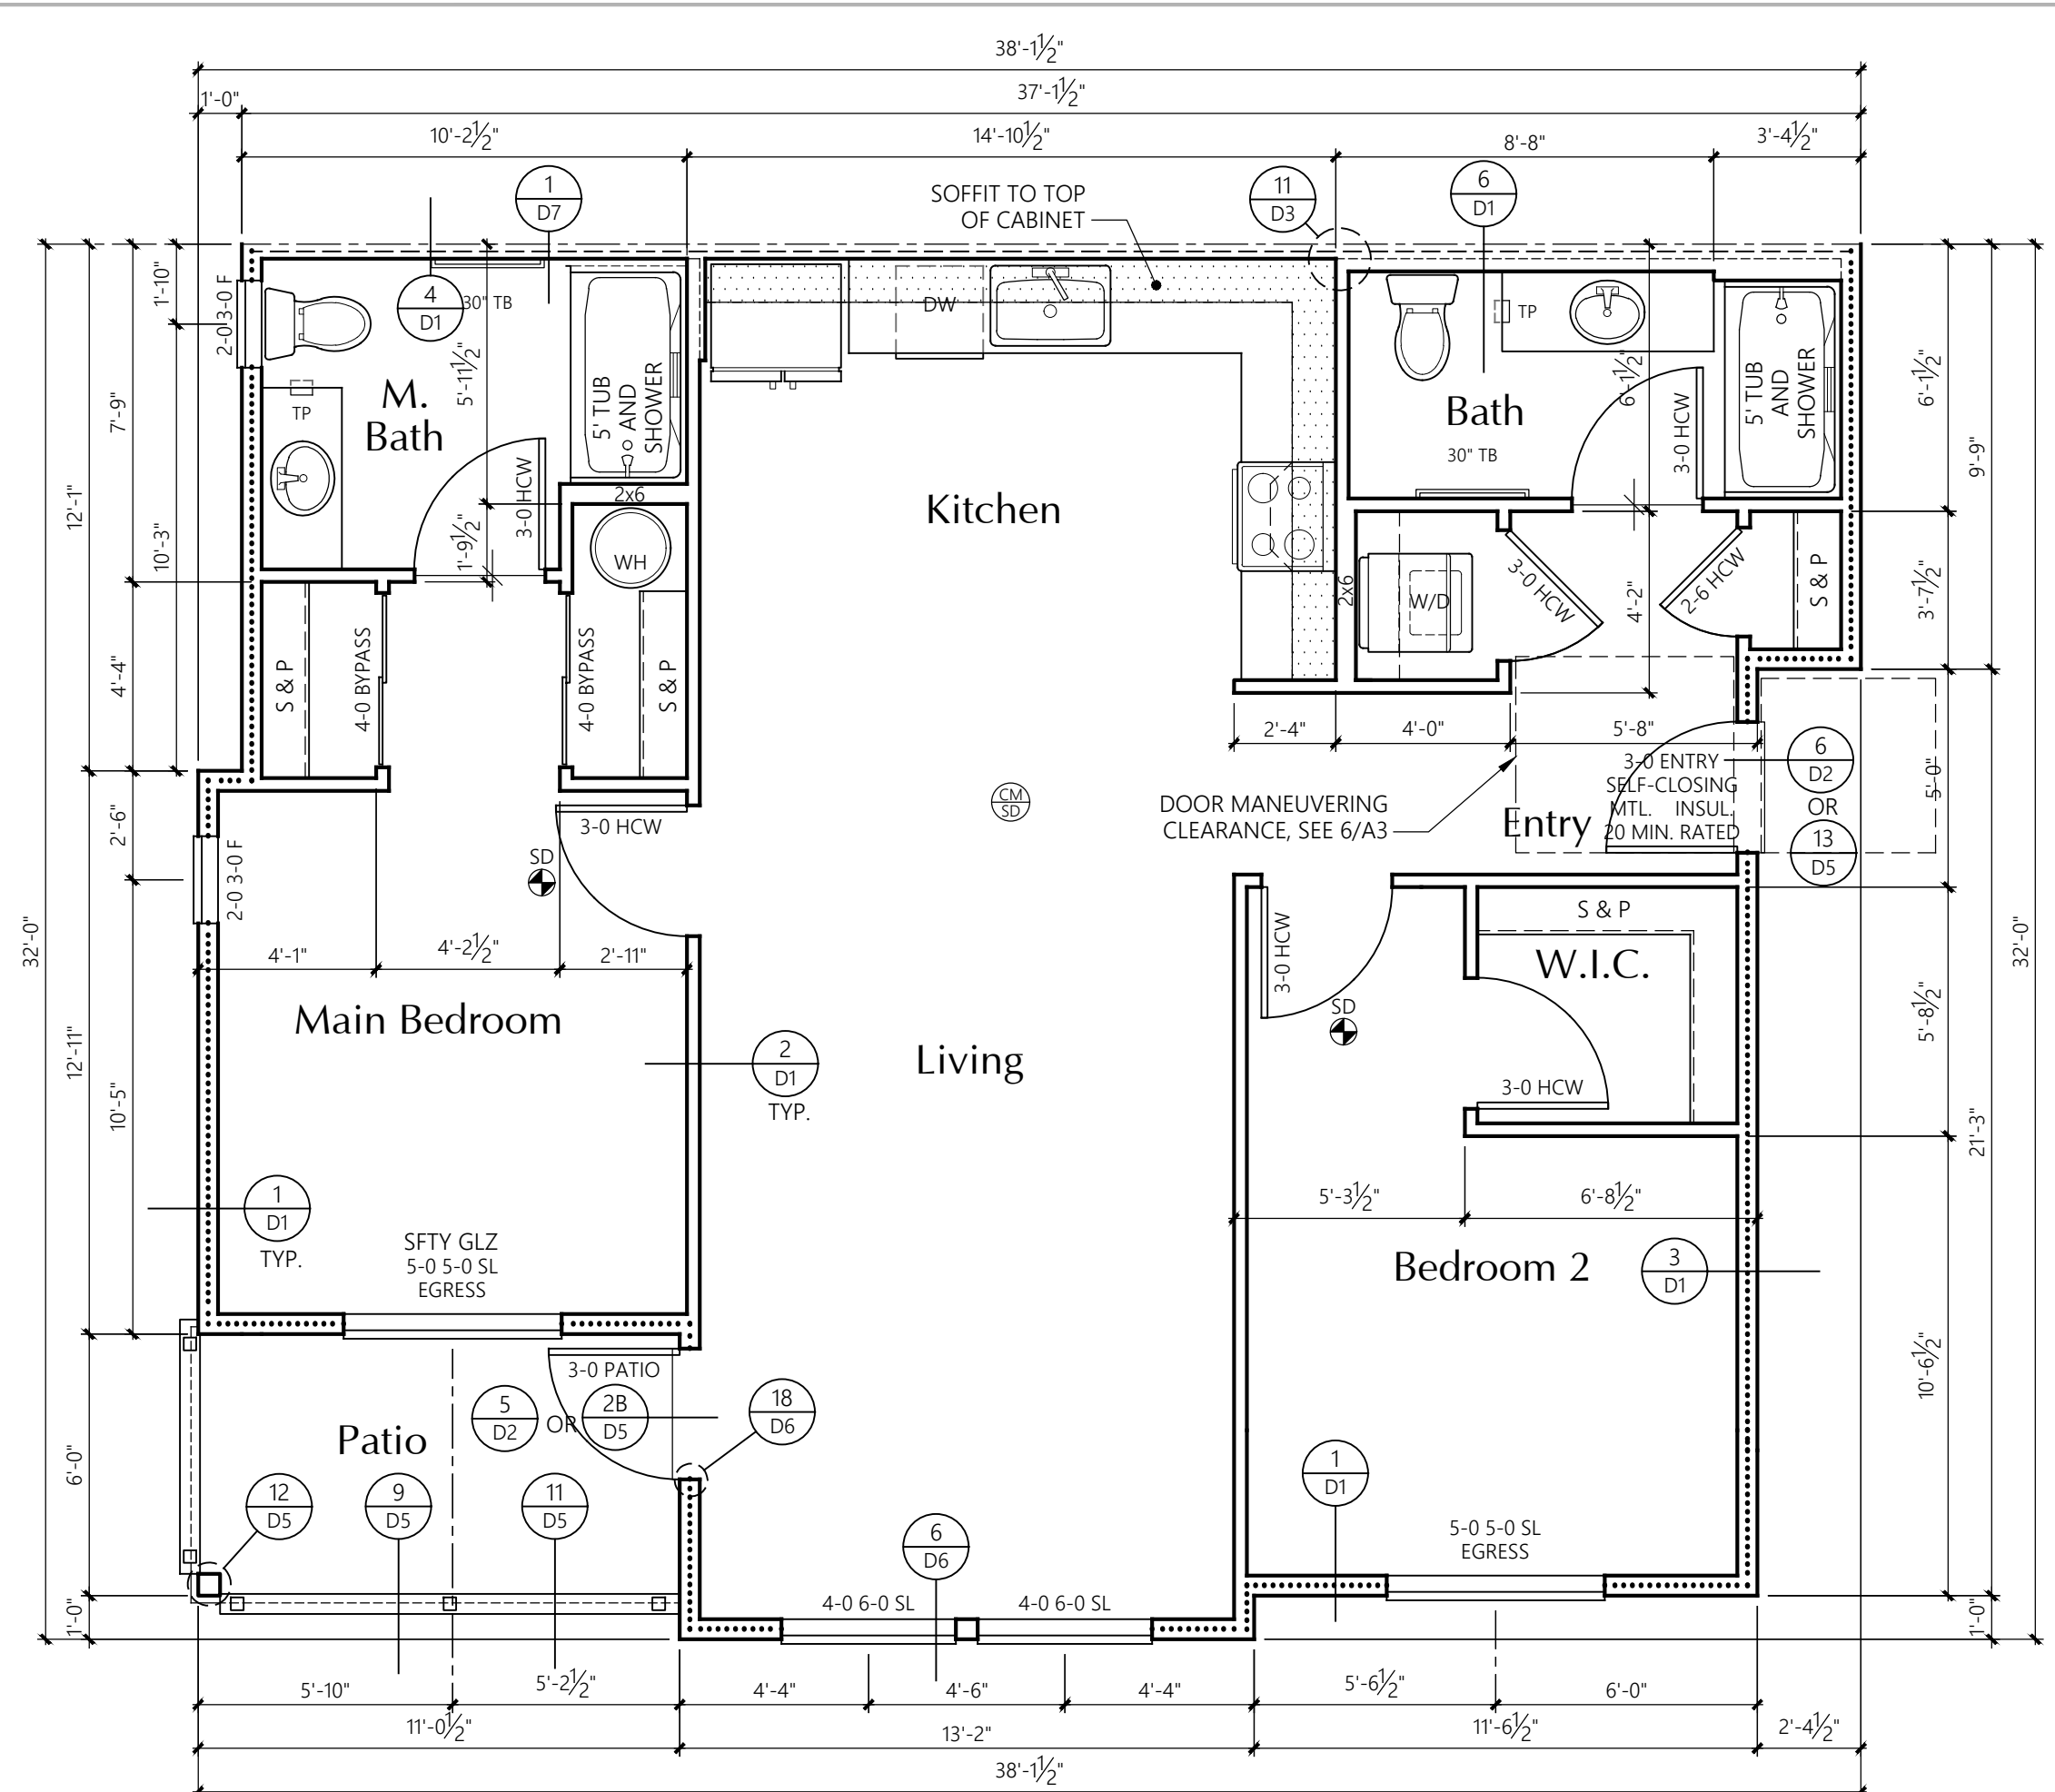 38'-1½"
1'-0"
37'-1½"
10'-2½"
14'-10½"
8'-8"
3'-4½"
1
D7
SOFFIT TO TOP
OF CABINET
11
D3
6
D1
1'-10"
2-0 3-0 F
4
D1
30" TB
DW
TP
7'-9"
5'-11½"
M.
Bath
TP
5' TUB
AND
SHOWER
6'-1½"
Bath
30" TB
3-0 HCW
5' TUB
AND
SHOWER
6'-1½"
9'-9"
12'-1"
10'-3"
3-0 HCW
2x6
1'-9½"
WH
Kitchen
2x6
W/D
3-0 HCW
4'-2"
2-6 HCW
S & P
3'-7½"
4'-4"
S & P
4-0 BYPASS
4-0 BYPASS
S & P
2'-4"
4'-0"
5'-8"
3-0 ENTRY
SELF-CLOSING
MTL. INSUL.
20 MIN. RATED
6
D2
OR
13
D5
5'-0"
CM
SD
DOOR MANEUVERING
CLEARANCE, SEE 6/A3
Entry
2'-6"
2-0 3-0 F
3-0 HCW
SD
32'-0"
32'-0"
4'-1"
4'-2½"
2'-11"
3-0 HCW
S & P
W.I.C.
SD
3-0 HCW
5'-8½"
Main Bedroom
12'-11"
10'-5"
2
D1
TYP.
Living
21'-3"
1
D1
TYP.
SFTY GLZ
5-0 5-0 SL
EGRESS
5'-3½"
6'-8½"
Bedroom 2
3
D1
10'-6½"
3-0 PATIO
5
D2
OR
2B
D5
18
D6
Patio
6'-0"
12
D5
9
D5
11
D5
6
D6
1
D1
5-0 5-0 SL
EGRESS
4-0 6-0 SL
4-0 6-0 SL
1'-0"
1'-0"
5'-10"
5'-2½"
4'-4"
4'-6"
4'-4"
5'-6½"
6'-0"
11'-0½"
13'-2"
11'-6½"
2'-4½"
38'-1½"